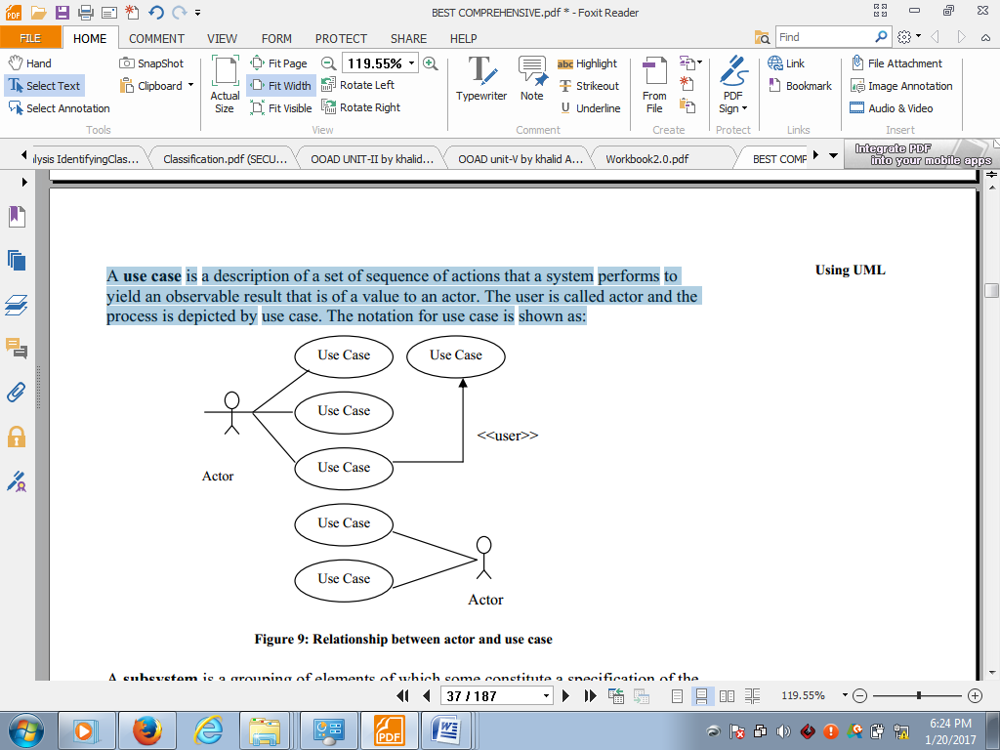 BEST COMPREHENSIVE.pdf * - Foxit Reader
FILE HOME COMMENT VIEW FORM PROTECT SHARE HELP Find
Hand SnapShot Fit Page 119.55% abc Highlight Link File Attachment
Select Text Clipboard Fit Width Rotate Left Strikeout Bookmark Image Annotation
Select Annotation Fit Visible Rotate Right U Underline Audio & Video
Actual Size
Typewriter Note
From File
PDF Sign
Tools View Comment Create Protect Links Insert
lysis IdentifyingClas... Classification.pdf (SECU... OOAD UNIT-II by khalid... OOAD unit-V by khalid A... Workbook2.0.pdf BEST COMP
Integrate PDF
into your mobile apps
A use case is a description of a set of sequence of actions that a system performs to
yield an observable result that is of a value to an actor. The user is called actor and the
process is depicted by use case. The notation for use case is shown as:
Using UML
Use Case Use Case
Use Case
<<user>>
Use Case
Actor
Use Case
Use Case
Actor
Figure 9: Relationship between actor and use case
A subsystem is a grouping of elements of which some constitute a specification of the
37 / 187 119.55%
PDF W
6:24 PM
1/20/2017